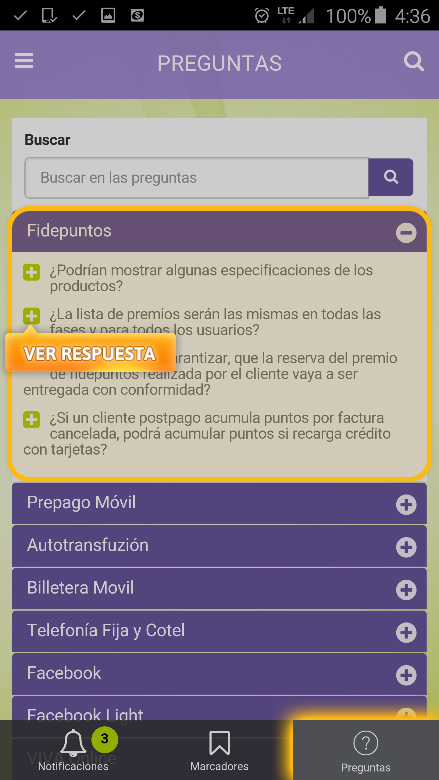 LTE 100% 4:36
PREGUNTAS
Buscar
Buscar en las preguntas
Fidepuntos
¿Podrían mostrar algunas especificaciones de los
productos?
¿La lista de premios serán las mismas en todas las
fases y para todos los usuarios?
VER RESPUESTA
arantizar, que la reserva del premio
de fidepuntos realizada por el cliente vaya a ser
entregada con conformidad?
¿Si un cliente postpago acumula puntos por factura
cancelada, podrá acumular puntos si recarga crédito
con tarjetas?
Prepago Móvil
Autotransfuzión
Billetera Movil
Telefonía Fija y Cotel
Facebook
Facebook Light
VIVA Online
3
Notificaciones
Marcadores
Preguntas